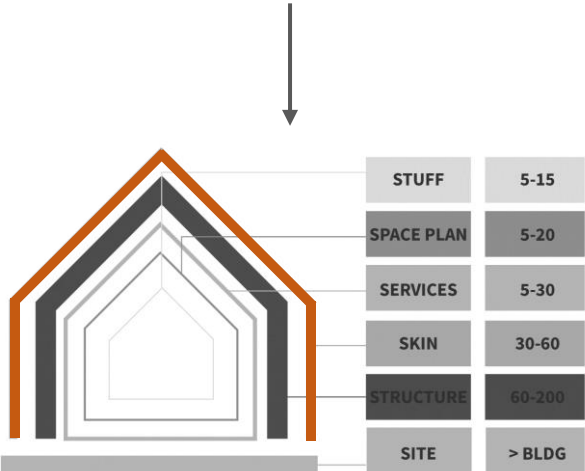 STUFF 5-15
SPACE PLAN 5-20
SERVICES 5-30
SKIN 30-60
STRUCTURE 60-200
SITE > BLDG